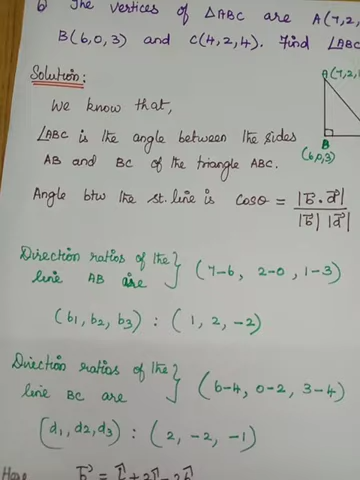 6) The vertices of △ABC are A(7,2,
B(6,0,3) and C(4,2,4). Find ∠ABC
Solution:
A(7,2,
We know that,
∠ABC is the angle between the sides
AB and BC of the triangle ABC.
B
(6,0,3)
Angle btw the st. line is Cosθ = |b⃗ . d⃗| / |b⃗| |d⃗|
Direction ratios of the
line AB are } (7-6, 2-0, 1-3)
(b1, b2, b3) : (1, 2, -2)
Direction ratios of the
line BC are } (6-4, 0-2, 3-4)
(d1, d2, d3) : (2, -2, -1)
Here b⃗ = i⃗ + 2j⃗ - 2k⃗